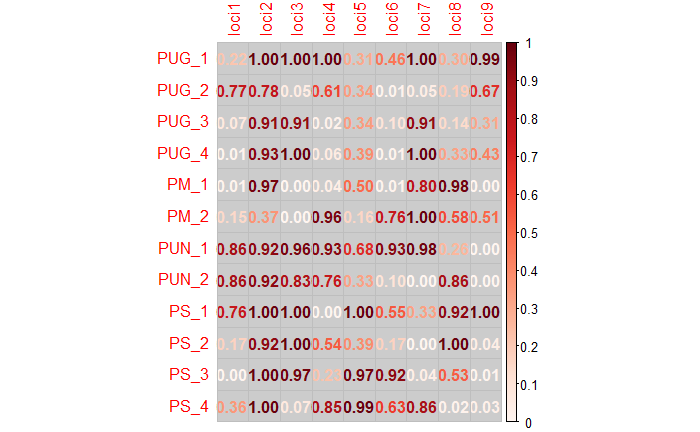 loci1 loci2 loci3 loci4 loci5 loci6 loci7 loci8 loci9
PUG_1 0.22 1.00 1.00 1.00 0.31 0.46 1.00 0.30 0.99
PUG_2 0.77 0.78 0.05 0.61 0.34 0.01 0.05 0.19 0.67
PUG_3 0.07 0.91 0.91 0.02 0.34 0.10 0.91 0.14 0.31
PUG_4 0.01 0.93 1.00 0.06 0.39 0.01 1.00 0.33 0.43
PM_1 0.01 0.97 0.00 0.04 0.50 0.01 0.80 0.98 0.00
PM_2 0.15 0.37 0.00 0.96 0.16 0.76 1.00 0.58 0.51
PUN_1 0.86 0.92 0.96 0.93 0.68 0.93 0.98 0.26 0.00
PUN_2 0.86 0.92 0.83 0.76 0.33 0.10 0.00 0.86 0.00
PS_1 0.76 1.00 1.00 0.00 1.00 0.55 0.33 0.92 1.00
PS_2 0.17 0.92 1.00 0.54 0.39 0.17 0.00 1.00 0.04
PS_3 0.00 1.00 0.97 0.23 0.97 0.92 0.04 0.53 0.01
PS_4 0.36 1.00 0.07 0.85 0.99 0.63 0.86 0.02 0.03
1
0.9
0.8
0.7
0.6
0.5
0.4
0.3
0.2
0.1
0